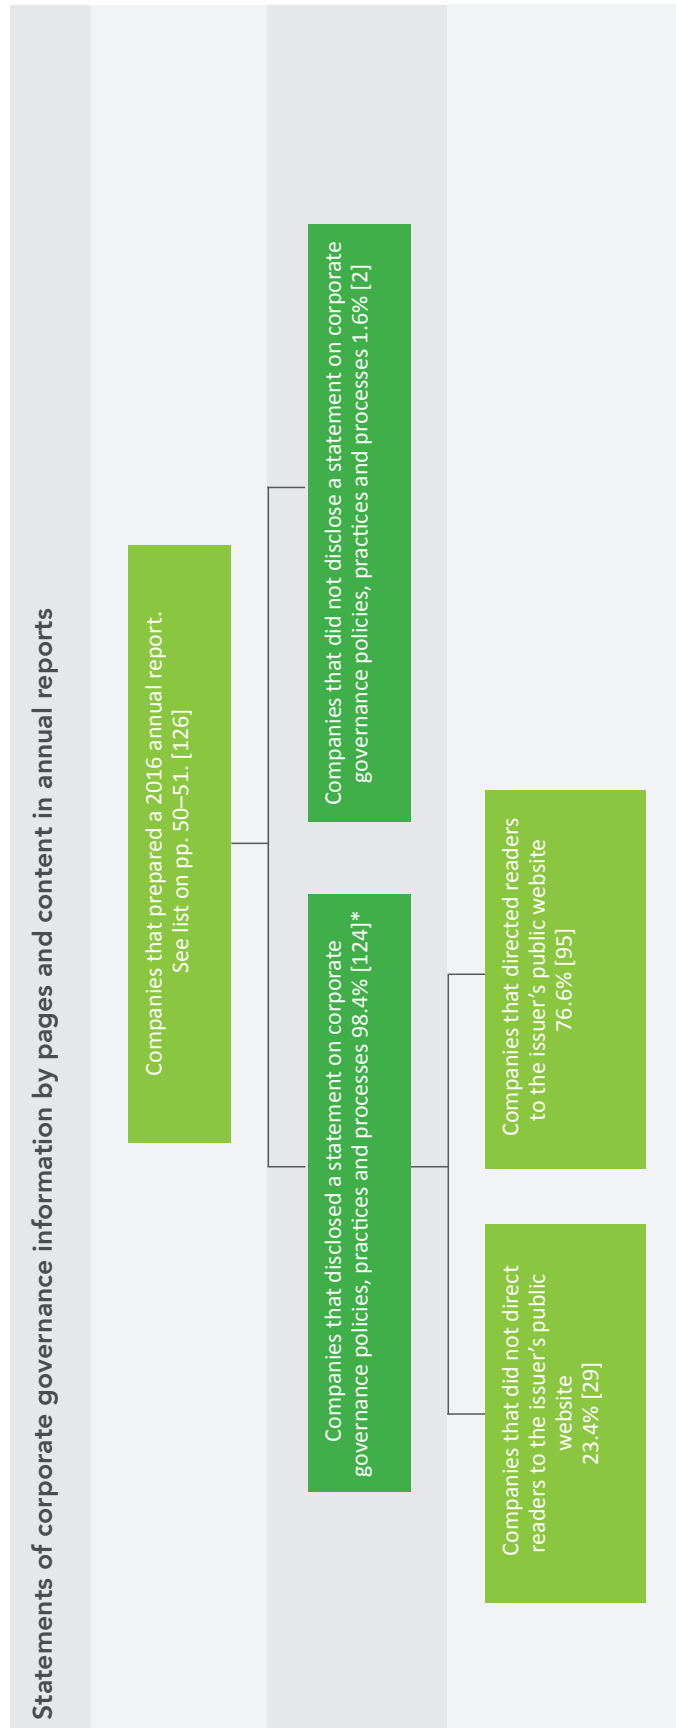 Statements of corporate governance information by pages and content in annual reports
Companies that prepared a 2016 annual report.
See list on pp. 50–51. [126]
Companies that disclosed a statement on corporate
governance policies, practices and processes 98.4% [124]*
Companies that did not disclose a statement on corporate
governance policies, practices and processes 1.6% [2]
Companies that did not direct
readers to the issuer's public
website
23.4% [29]
Companies that directed readers
to the issuer's public website
76.6% [95]